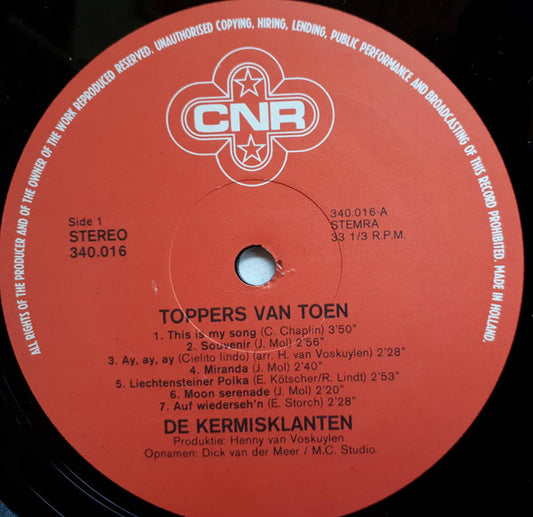 ALL RIGHTS OF THE PRODUCER AND OF THE OWNER OF THE WORK REPRODUCED RESERVED. UNAUTHORISED COPYING, HIRING, LENDING, PUBLIC PERFORMANCE AND BROADCASTING OF THIS RECORD PROHIBITED. MADE IN HOLLAND.
CNR
Side 1
STEREO
340.016
340.016-A
STEMRA
33 1/3 R.P.M.
TOPPERS VAN TOEN
1. This is my song (C. Chaplin) 3'50"
2. Souvenir (J. Mol) 2'56"
3. Ay, ay, ay (Cielito lindo) (arr. H. van Voskuylen) 2'28"
4. Miranda (J. Mol) 2'40"
5. Liechtensteiner Polka (E. Kötscher/R. Lindt) 2'53"
6. Moon serenade (J. Mol) 2'20"
7. Auf wiederseh'n (E. Storch) 2'28"
DE KERMISKLANTEN
Produktie: Henny van Voskuylen
Opnamen: Dick van der Meer / M.C. Studio